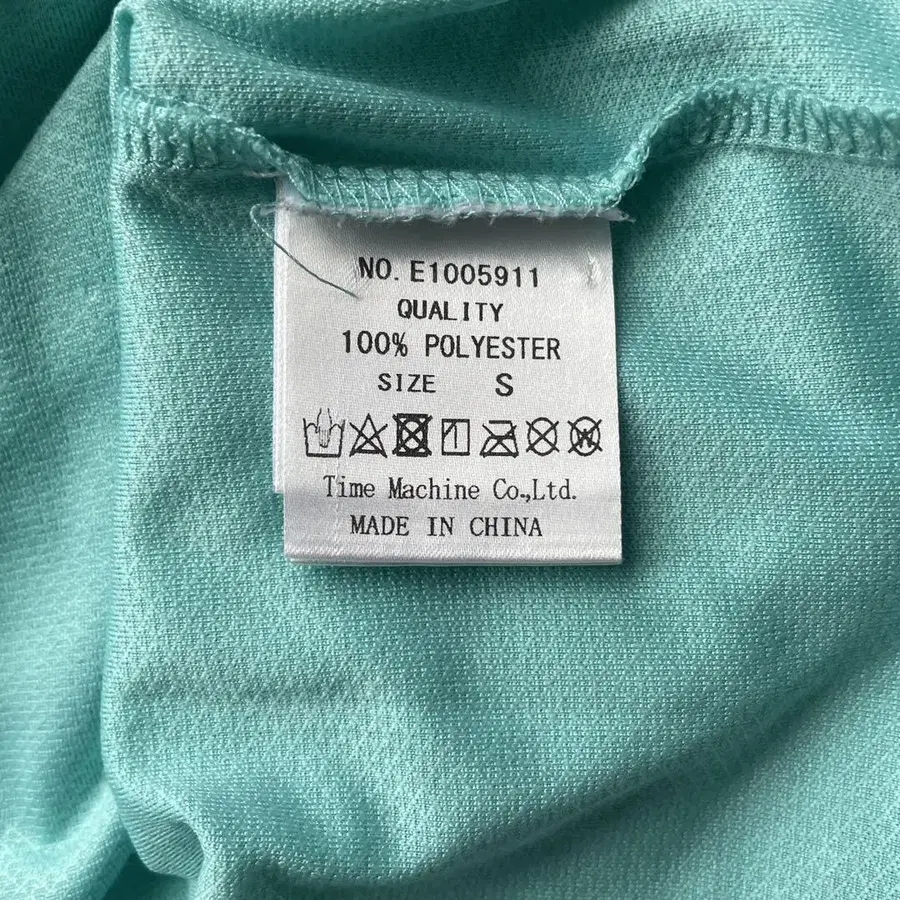 NO. E1005911
QUALITY
100% POLYESTER
SIZE S
W
Time Machine Co.,Ltd.
MADE IN CHINA